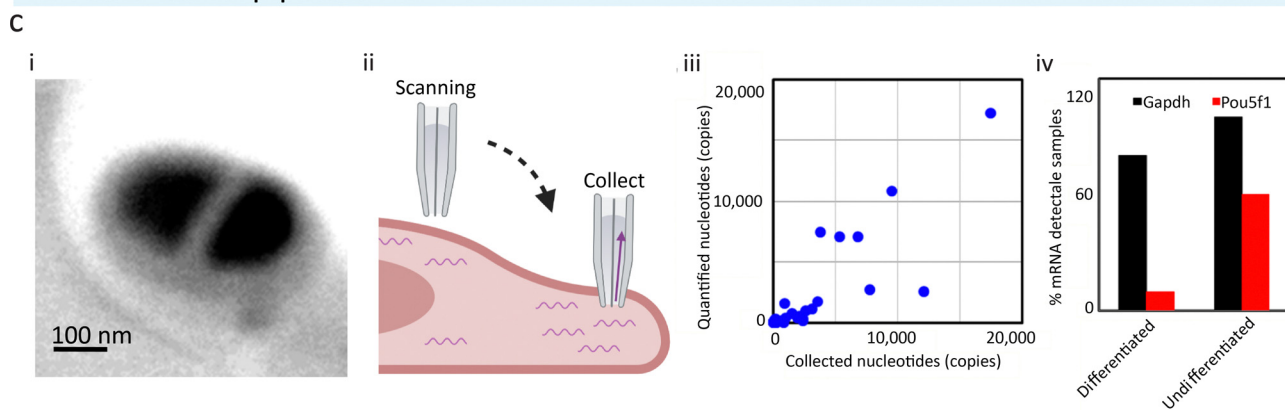 C
i
100 nm
ii
Scanning
Collect
iii
Quantified nucleotides (copies)
20,000
10,000
0
0
10,000
20,000
Collected nucleotides (copies)
iv
% mRNA detectale samples
120
60
0
Gapdh
Pou5f1
Differentiated
Undifferentiated